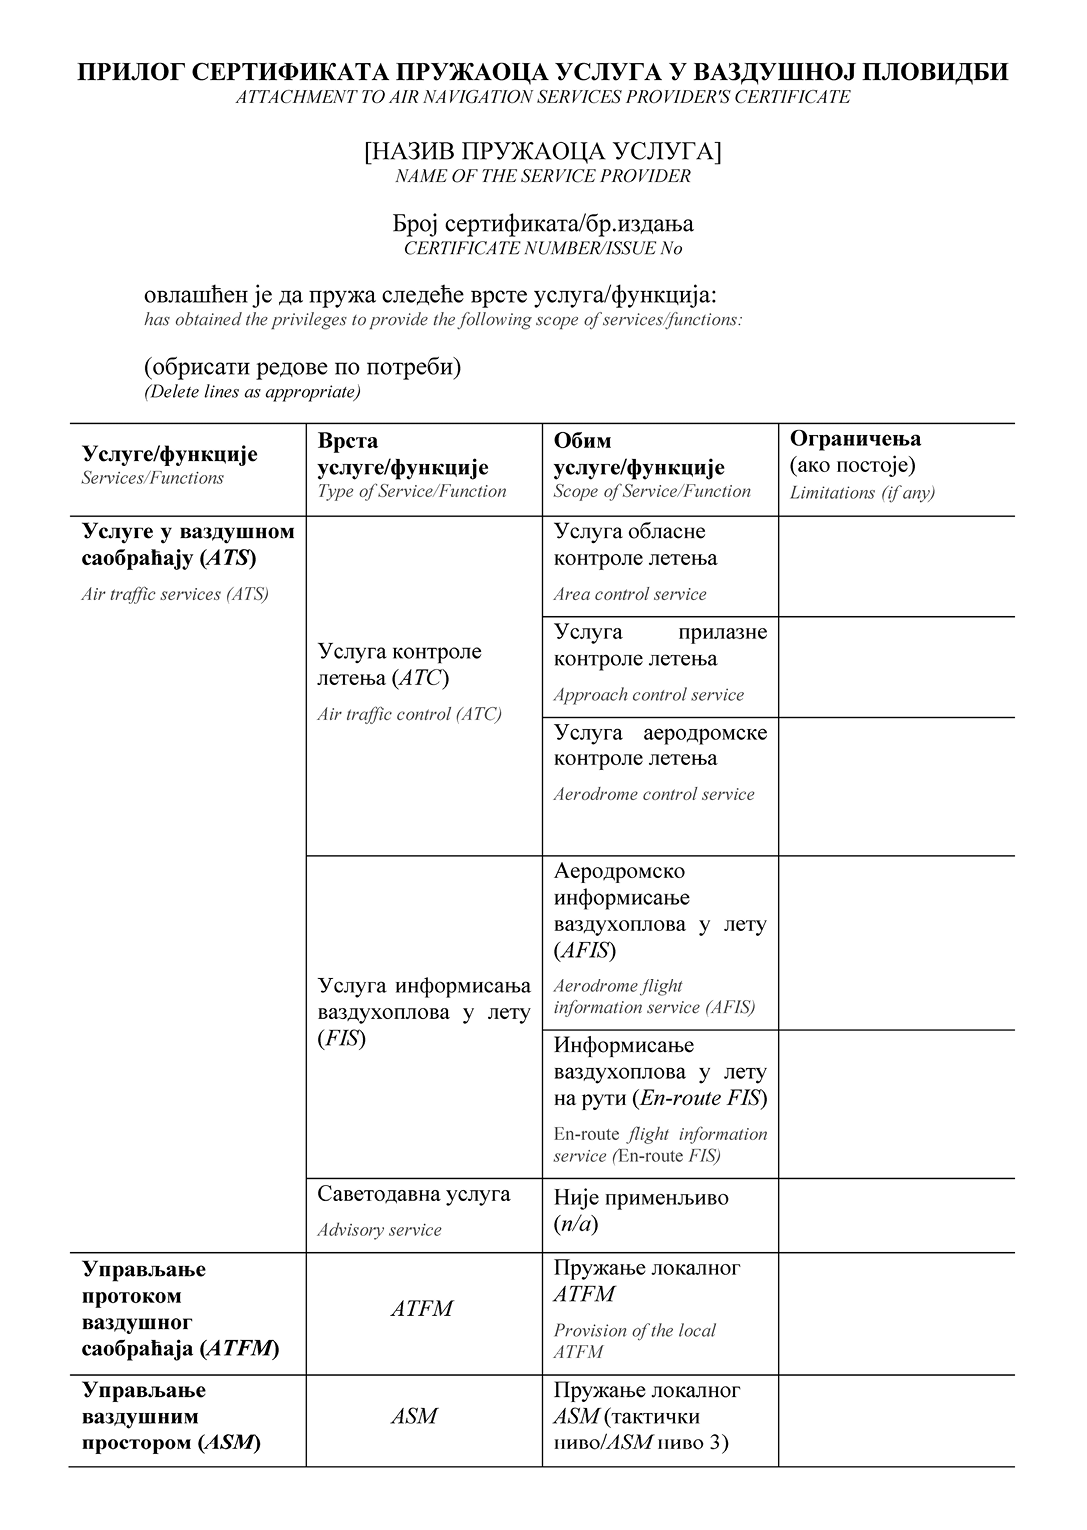 ПРИЛОГ СЕРТИФИКАТА ПРУЖАОЦА УСЛУГА У ВАЗДУШНОЈ ПЛОВИДБИ
ATTACHMENT TO AIR NAVIGATION SERVICES PROVIDER'S CERTIFICATE
[НАЗИВ ПРУЖАОЦА УСЛУГА]
NAME OF THE SERVICE PROVIDER
Број сертификата/бр.издања
CERTIFICATE NUMBER/ISSUE No
овлашћен је да пружа следеће врсте услуга/функција:
has obtained the privileges to provide the following scope of services/functions:
(обрисати редове по потреби)
(Delete lines as appropriate)
Услуге/функције
Services/Functions
Врста
услуге/функције
Type of Service/Function
Обим
услуге/функције
Scope of Service/Function
Ограничења
(ако постоје)
Limitations (if any)
Услуге у ваздушном
саобраћају (ATS)
Air traffic services (ATS)
Услуга контроле
летења (ATC)
Air traffic control (ATC)
Услуга обласне
контроле летења
Area control service
Услуга прилазне
контроле летења
Approach control service
Услуга аеродромске
контроле летења
Aerodrome control service
Услуга информисања
ваздухоплова у лету
(FIS)
Аеродромско
информисање
ваздухоплова у лету
(AFIS)
Aerodrome flight
information service (AFIS)
Информисање
ваздухоплова у лету
на рути (En-route FIS)
En-route flight information
service (En-route FIS)
Саветодавна услуга
Advisory service
Није применљиво
(n/a)
Управљање
протоком
ваздушног
саобраћаја (ATFM)
ATFM
Пружање локалног
ATFM
Provision of the local
ATFM
Управљање
ваздушним
простором (ASM)
ASM
Пружање локалног
ASM (тактички
ниво/ASM ниво 3)